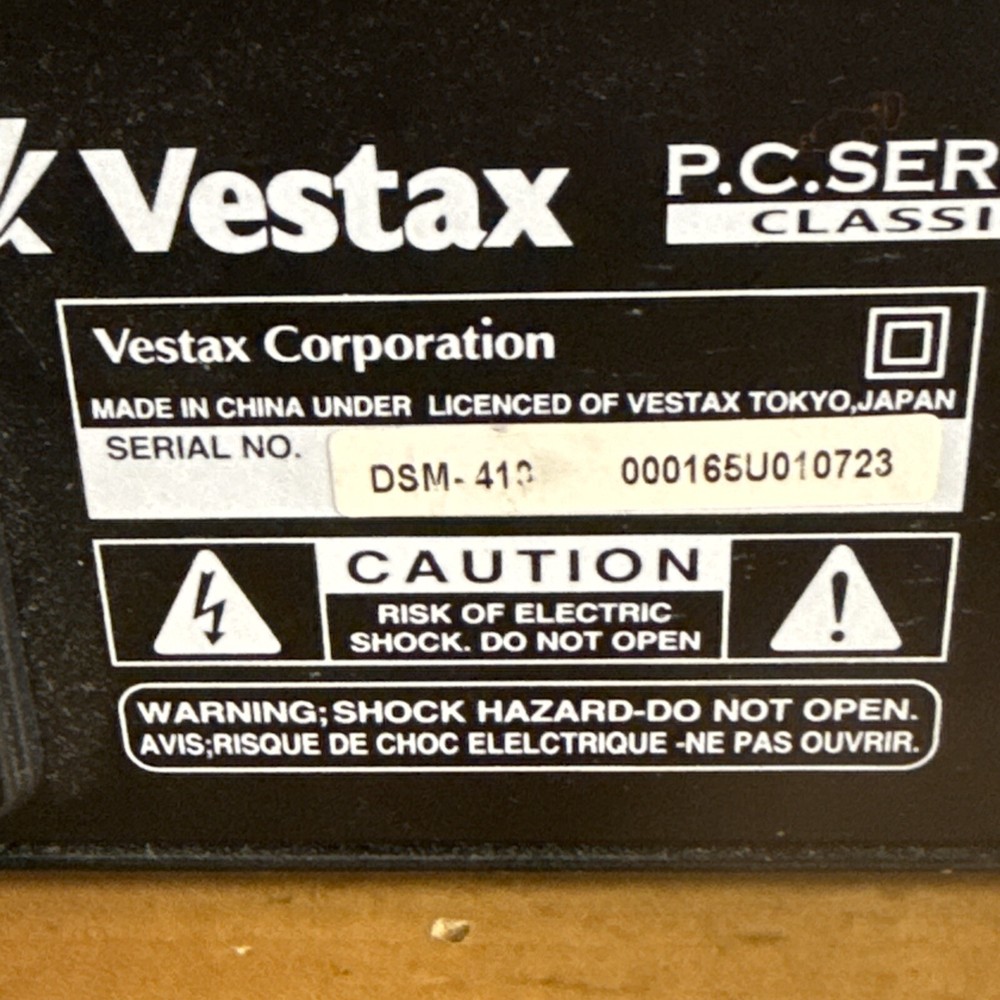 Vestax
P.C.SER
CLASSI
Vestax Corporation
MADE IN CHINA UNDER LICENCED OF VESTAX TOKYO,JAPAN
SERIAL NO.
000165U010723
CAUTION
RISK OF ELECTRIC
SHOCK. DO NOT OPEN
WARNING; SHOCK HAZARD-DO NOT OPEN.
AVIS;RISQUE DE CHOC ELELCTRIQUE -NE PAS OUVRIR.